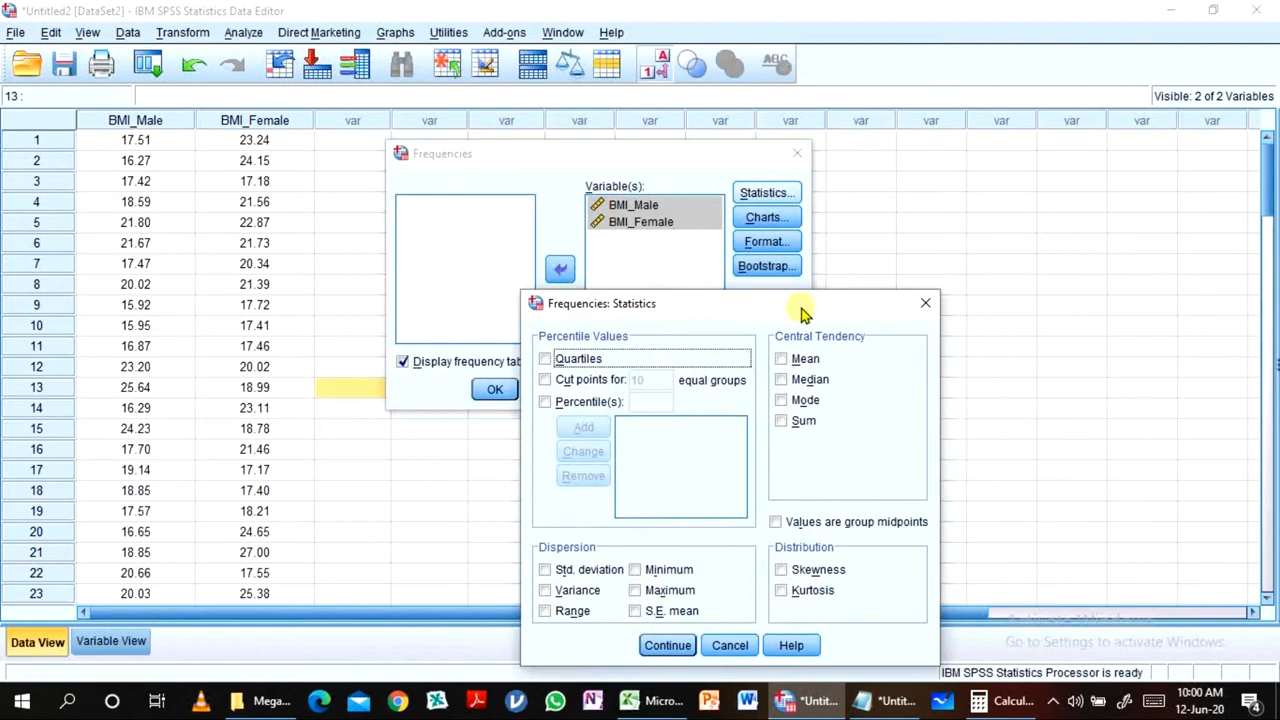 *Untitled2 [DataSet2] - IBM SPSS Statistics Data Editor
File Edit View Data Transform Analyze Direct Marketing Graphs Utilities Add-ons Window Help
13 :
Visible: 2 of 2 Variables
BMI_Male BMI_Female var var var var var var var var var var var var
1 17.51 23.24
2 16.27 24.15
3 17.42 17.18
4 18.59 21.56
5 21.80 22.87
6 21.67 21.73
7 17.47 20.34
8 20.02 21.39
9 15.92 17.72
10 15.95 17.41
11 16.87 17.46
12 23.20 20.02
13 25.64 18.99
14 16.29 23.11
15 24.23 18.78
16 17.70 21.46
17 19.14 17.17
18 18.85 17.40
19 17.57 18.21
20 16.65 24.65
21 18.85 27.00
22 20.66 17.55
23 20.03 25.38
Frequencies
Variable(s):
BMI_Male
BMI_Female
Statistics...
Charts...
Format...
Bootstrap...
Display frequency tab
OK
Frequencies: Statistics
Percentile Values
Quartiles
Cut points for: 10 equal groups
Percentile(s):
Add
Change
Remove
Central Tendency
Mean
Median
Mode
Sum
Values are group midpoints
Dispersion
Std. deviation Minimum
Variance Maximum
Range S.E. mean
Distribution
Skewness
Kurtosis
Continue Cancel Help
Data View Variable View
Activate Windows
Go to Settings to activate Windows.
IBM SPSS Statistics Processor is ready
Mega... Micro... *Untit... *Untit... Calcul... 10:00 AM
12-Jun-20